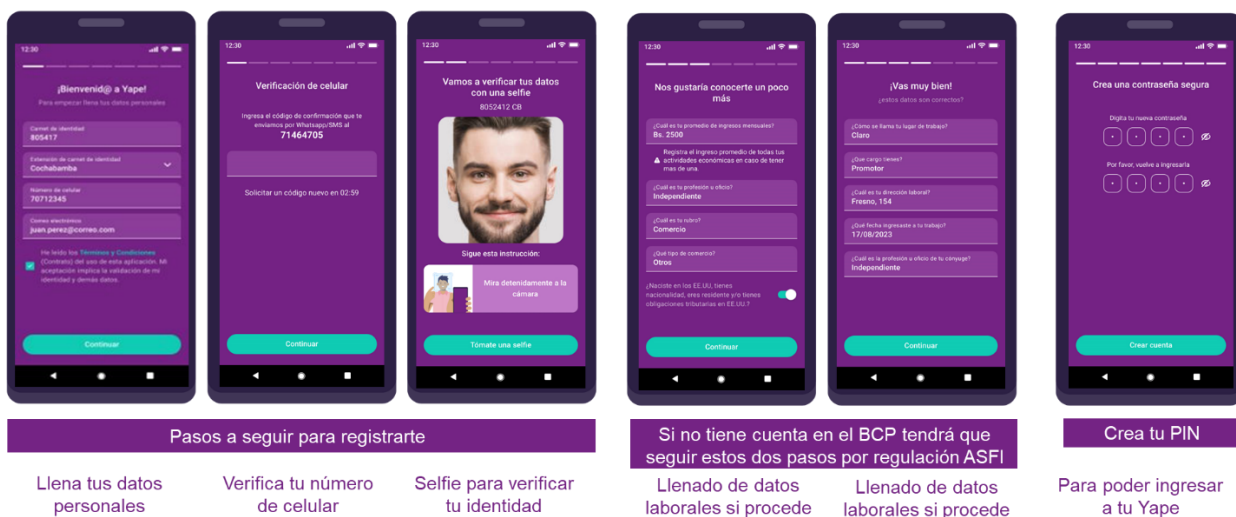 12:30
¡Bienvenid@ a Yape!
Para empezar llena tus datos personales
Carnet de identidad
805417
Extensión de carnet de identidad
Cochabamba
Número de celular
70712345
Correo electrónico
juan.perez@correo.com
He leído los Términos y Condiciones
(Contrato) del uso de esta aplicación. Mi
aceptación implica la validación de mi
identidad y demás datos.
Continuar
12:30
Verificación de celular
Ingresa el código de confirmación que te
enviamos por Whatsapp/SMS al
71464705
Solicitar un código nuevo en 02:59
Continuar
12:30
Vamos a verificar tus datos
con una selfie
8052412 CB
Sigue esta instrucción:
Mira detenidamente a la
cámara
Tómate una selfie
12:30
Nos gustaría conocerte un poco
más
¿Cuál es tu promedio de ingresos mensuales?
Bs. 2500
Registra el ingreso promedio de todas tus
actividades económicas en caso de tener
mas de una.
¿Cuál es tu profesión u oficio?
Independiente
¿Cuál es tu rubro?
Comercio
¿Qué tipo de comercio?
Otros
¿Naciste en los EE.UU, tienes
nacionalidad, eres residente y/o tienes
obligaciones tributarias en EE.UU.?
Continuar
12:30
¡Vas muy bien!
¿estos datos son correctos?
¿Cómo se llama tu lugar de trabajo?
Claro
¿Que cargo tienes?
Promotor
¿Cuál es tu dirección laboral?
Fresno, 154
¿Qué fecha ingresaste a tu trabajo?
17/08/2023
¿Cuál es la profesión u oficio de tu cónyuge?
Independiente
Continuar
12:30
Crea una contraseña segura
Digita tu nueva contraseña
Por favor, vuelve a ingresarla
Crear cuenta
Pasos a seguir para registrarte
Llena tus datos
personales
Verifica tu número
de celular
Selfie para verificar
tu identidad
Si no tiene cuenta en el BCP tendrá que
seguir estos dos pasos por regulación ASFI
Llenado de datos
laborales si procede
Llenado de datos
laborales si procede
Crea tu PIN
Para poder ingresar
a tu Yape